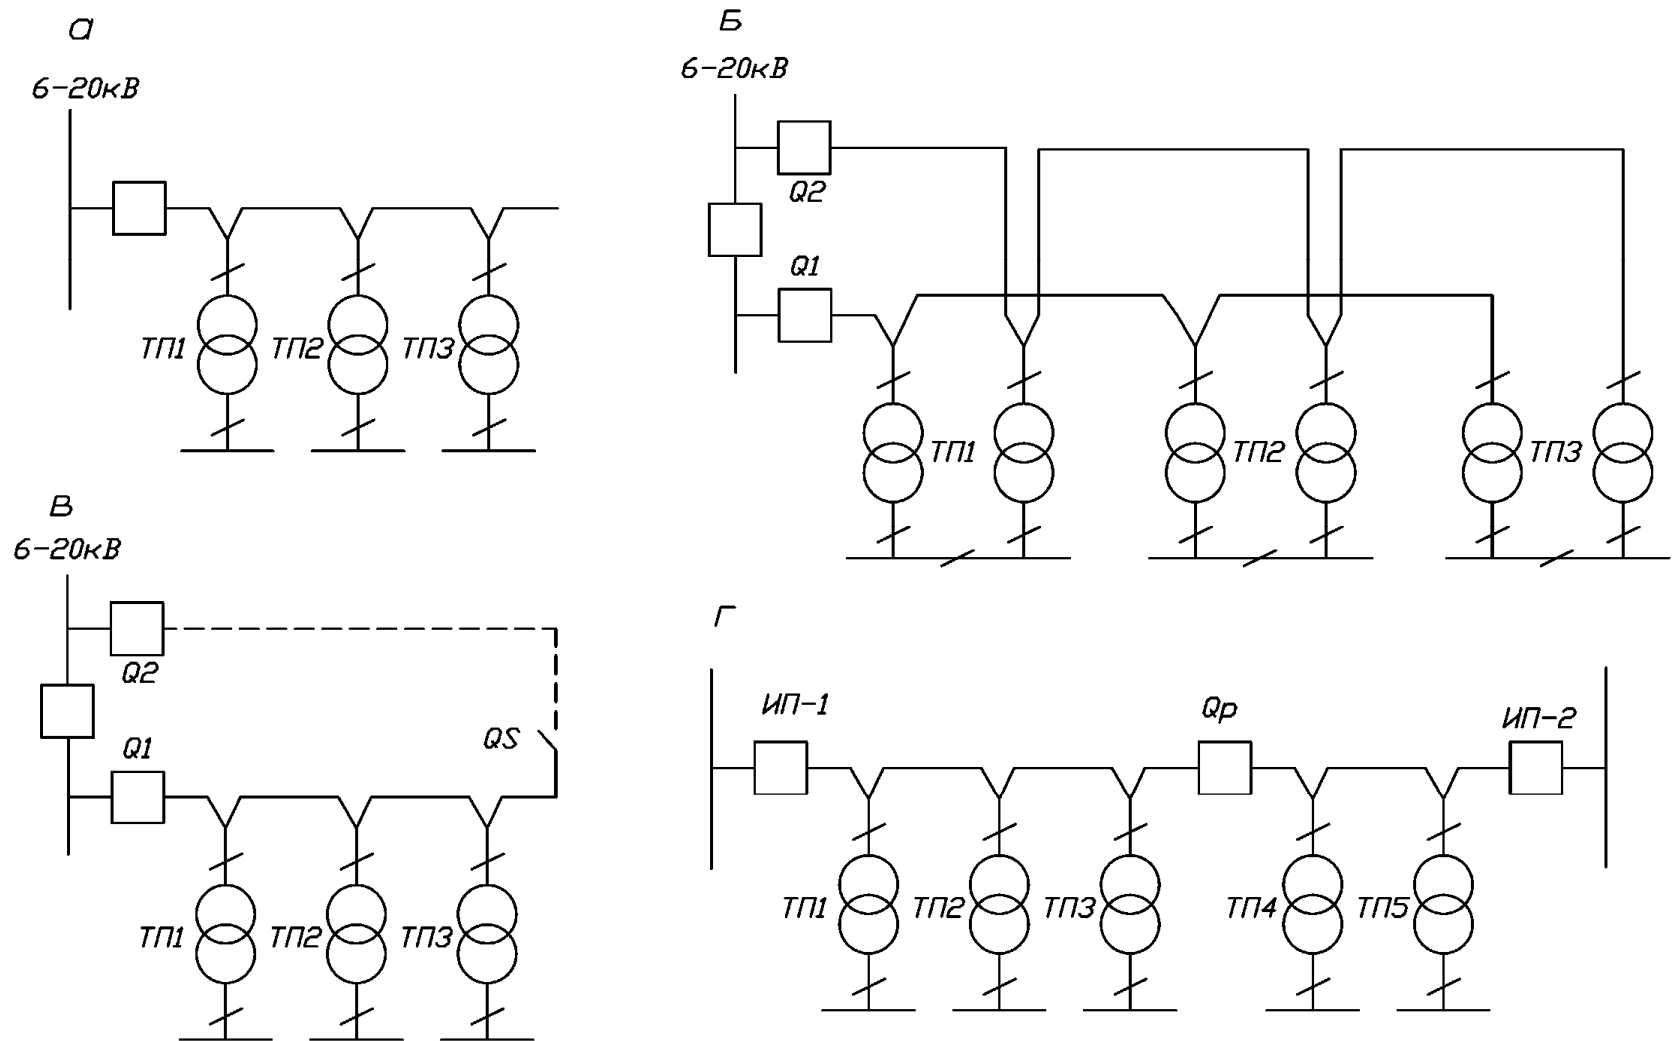 а
6-20кВ
ТП1
ТП2
ТП3
Б
6-20кВ
Q2
Q1
ТП1
ТП2
ТП3
В
6-20кВ
Q2
Q1
QS
ТП1
ТП2
ТП3
Г
ИП-1
Qр
ИП-2
ТП1
ТП2
ТП3
ТП4
ТП5